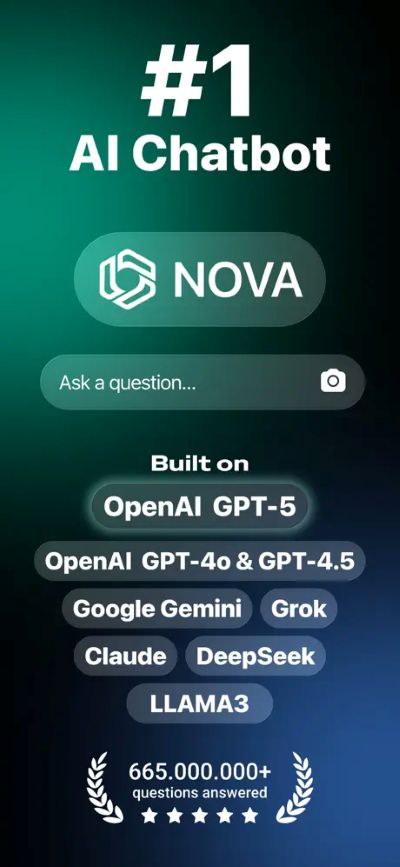 #1
AI Chatbot
NOVA
Ask a question...
Built on
OpenAI GPT-5
OpenAI GPT-4o & GPT-4.5
Google Gemini Grok
Claude DeepSeek
LLAMA3
665.000.000+
questions answered